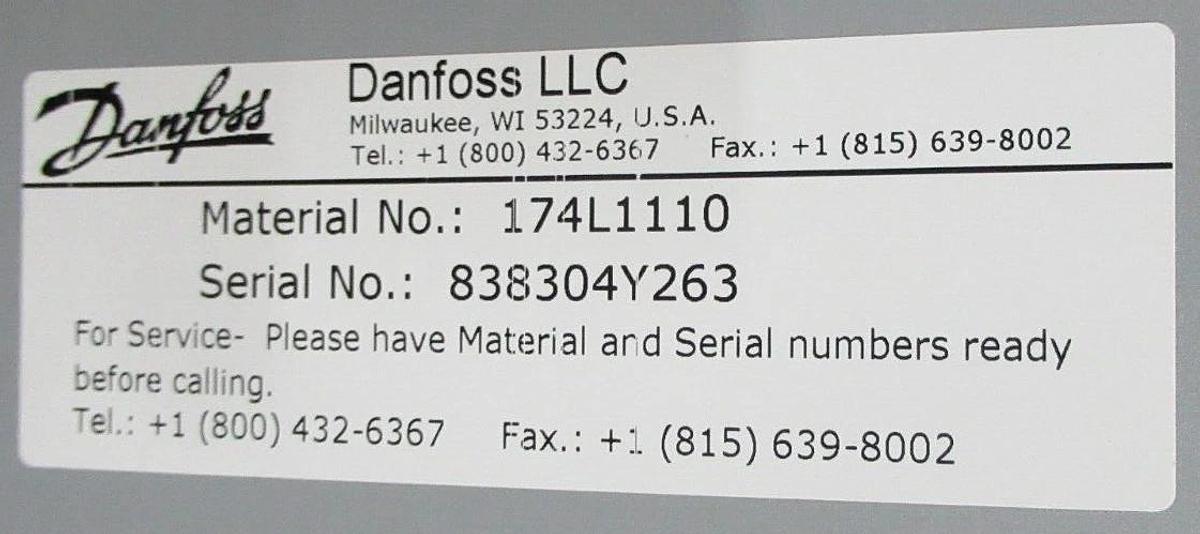 Danfoss
Danfoss LLC
Milwaukee, WI 53224, U.S.A.
Tel.: +1 (800) 432-6367 Fax.: +1 (815) 639-8002
Material No.: 174L1110
Serial No.: 838304Y263
For Service- Please have Material and Serial numbers ready
before calling.
Tel.: +1 (800) 432-6367 Fax.: +1 (815) 639-8002